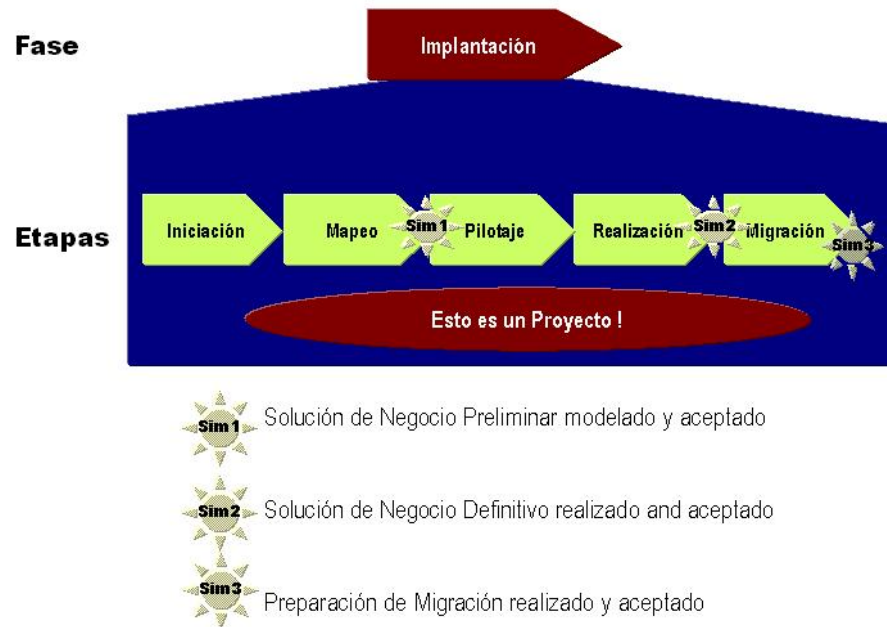 Fase
Implantación
Etapas
Iniciación
Mapeo
Sim1
Pilotaje
Realización
Sim2
Migración
Sim3
Esto es un Proyecto !
Sim1
Solución de Negocio Preliminar modelado y aceptado
Sim2
Solución de Negocio Definitivo realizado and aceptado
Sim3
Preparación de Migración realizado y aceptado